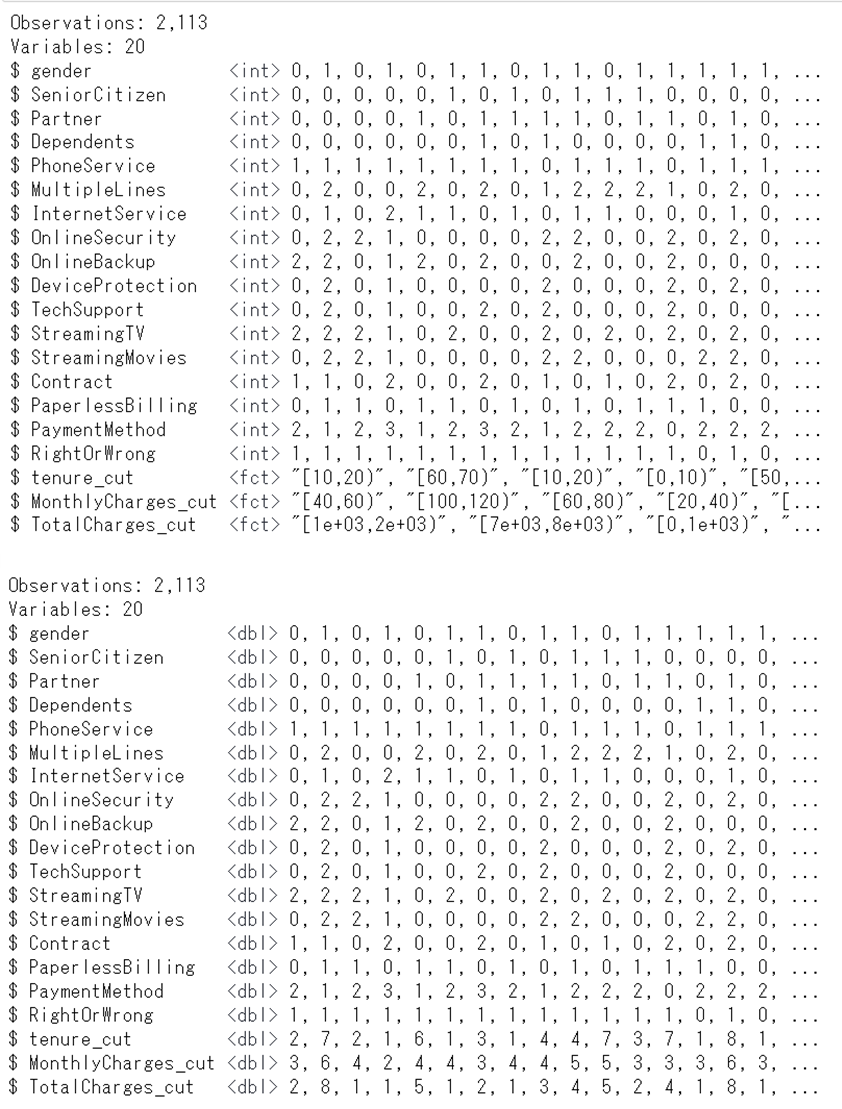 Observations: 2,113
Variables: 20
$ gender <int> 0, 1, 0, 1, 0, 1, 1, 0, 1, 1, 0, 1, 1, 1, 1, 1, ...
$ SeniorCitizen <int> 0, 0, 0, 0, 0, 1, 0, 1, 0, 1, 1, 1, 0, 0, 0, 0, ...
$ Partner <int> 0, 0, 0, 0, 1, 0, 1, 1, 1, 1, 0, 1, 1, 0, 1, 0, ...
$ Dependents <int> 0, 0, 0, 0, 0, 0, 1, 0, 1, 0, 0, 0, 0, 1, 1, 0, ...
$ PhoneService <int> 1, 1, 1, 1, 1, 1, 1, 1, 0, 1, 1, 1, 0, 1, 1, 1, ...
$ MultipleLines <int> 0, 2, 0, 0, 2, 0, 2, 0, 1, 2, 2, 2, 1, 0, 2, 0, ...
$ InternetService <int> 0, 1, 0, 2, 1, 1, 0, 1, 0, 1, 1, 0, 0, 0, 1, 0, ...
$ OnlineSecurity <int> 0, 2, 2, 1, 0, 0, 0, 0, 2, 2, 0, 0, 2, 0, 2, 0, ...
$ OnlineBackup <int> 2, 2, 0, 1, 2, 0, 2, 0, 0, 2, 0, 0, 2, 0, 0, 0, ...
$ DeviceProtection <int> 0, 2, 0, 1, 0, 0, 0, 0, 2, 0, 0, 0, 2, 0, 2, 0, ...
$ TechSupport <int> 0, 2, 0, 1, 0, 0, 2, 0, 2, 0, 0, 0, 2, 0, 0, 0, ...
$ StreamingTV <int> 2, 2, 2, 1, 0, 2, 0, 0, 2, 0, 2, 0, 2, 0, 2, 0, ...
$ StreamingMovies <int> 0, 2, 2, 1, 0, 0, 0, 0, 2, 2, 0, 0, 0, 2, 2, 0, ...
$ Contract <int> 1, 1, 0, 2, 0, 0, 2, 0, 1, 0, 1, 0, 2, 0, 2, 0, ...
$ PaperlessBilling <int> 0, 1, 1, 0, 1, 1, 0, 1, 0, 1, 0, 1, 1, 1, 0, 0, ...
$ PaymentMethod <int> 2, 1, 2, 3, 1, 2, 3, 2, 1, 2, 2, 2, 0, 2, 2, 2, ...
$ RightOrWrong <int> 1, 1, 1, 1, 1, 1, 1, 1, 1, 1, 1, 1, 1, 0, 1, 0, ...
$ tenure_cut <fct> "[10,20)", "[60,70)", "[10,20)", "[0,10)", "[50,...
$ MonthlyCharges_cut <fct> "[40,60)", "[100,120)", "[60,80)", "[20,40)", "[...
$ TotalCharges_cut <fct> "[1e+03,2e+03)", "[7e+03,8e+03)", "[0,1e+03)", "...
Observations: 2,113
Variables: 20
$ gender <dbl> 0, 1, 0, 1, 0, 1, 1, 0, 1, 1, 0, 1, 1, 1, 1, 1, ...
$ SeniorCitizen <dbl> 0, 0, 0, 0, 0, 1, 0, 1, 0, 1, 1, 1, 0, 0, 0, 0, ...
$ Partner <dbl> 0, 0, 0, 0, 1, 0, 1, 1, 1, 1, 0, 1, 1, 0, 1, 0, ...
$ Dependents <dbl> 0, 0, 0, 0, 0, 0, 1, 0, 1, 0, 0, 0, 0, 1, 1, 0, ...
$ PhoneService <dbl> 1, 1, 1, 1, 1, 1, 1, 1, 0, 1, 1, 1, 0, 1, 1, 1, ...
$ MultipleLines <dbl> 0, 2, 0, 0, 2, 0, 2, 0, 1, 2, 2, 2, 1, 0, 2, 0, ...
$ InternetService <dbl> 0, 1, 0, 2, 1, 1, 0, 1, 0, 1, 1, 0, 0, 0, 1, 0, ...
$ OnlineSecurity <dbl> 0, 2, 2, 1, 0, 0, 0, 0, 2, 2, 0, 0, 2, 0, 2, 0, ...
$ OnlineBackup <dbl> 2, 2, 0, 1, 2, 0, 2, 0, 0, 2, 0, 0, 2, 0, 0, 0, ...
$ DeviceProtection <dbl> 0, 2, 0, 1, 0, 0, 0, 0, 2, 0, 0, 0, 2, 0, 2, 0, ...
$ TechSupport <dbl> 0, 2, 0, 1, 0, 0, 2, 0, 2, 0, 0, 0, 2, 0, 0, 0, ...
$ StreamingTV <dbl> 2, 2, 2, 1, 0, 2, 0, 0, 2, 0, 2, 0, 2, 0, 2, 0, ...
$ StreamingMovies <dbl> 0, 2, 2, 1, 0, 0, 0, 0, 2, 2, 0, 0, 0, 2, 2, 0, ...
$ Contract <dbl> 1, 1, 0, 2, 0, 0, 2, 0, 1, 0, 1, 0, 2, 0, 2, 0, ...
$ PaperlessBilling <dbl> 0, 1, 1, 0, 1, 1, 0, 1, 0, 1, 0, 1, 1, 1, 0, 0, ...
$ PaymentMethod <dbl> 2, 1, 2, 3, 1, 2, 3, 2, 1, 2, 2, 2, 0, 2, 2, 2, ...
$ RightOrWrong <dbl> 1, 1, 1, 1, 1, 1, 1, 1, 1, 1, 1, 1, 1, 0, 1, 0, ...
$ tenure_cut <dbl> 2, 7, 2, 1, 6, 1, 3, 1, 4, 4, 7, 3, 7, 1, 8, 1, ...
$ MonthlyCharges_cut <dbl> 3, 6, 4, 2, 4, 4, 3, 4, 4, 5, 5, 3, 3, 3, 6, 3, ...
$ TotalCharges_cut <dbl> 2, 8, 1, 1, 5, 1, 2, 1, 3, 4, 5, 2, 4, 1, 8, 1, ...